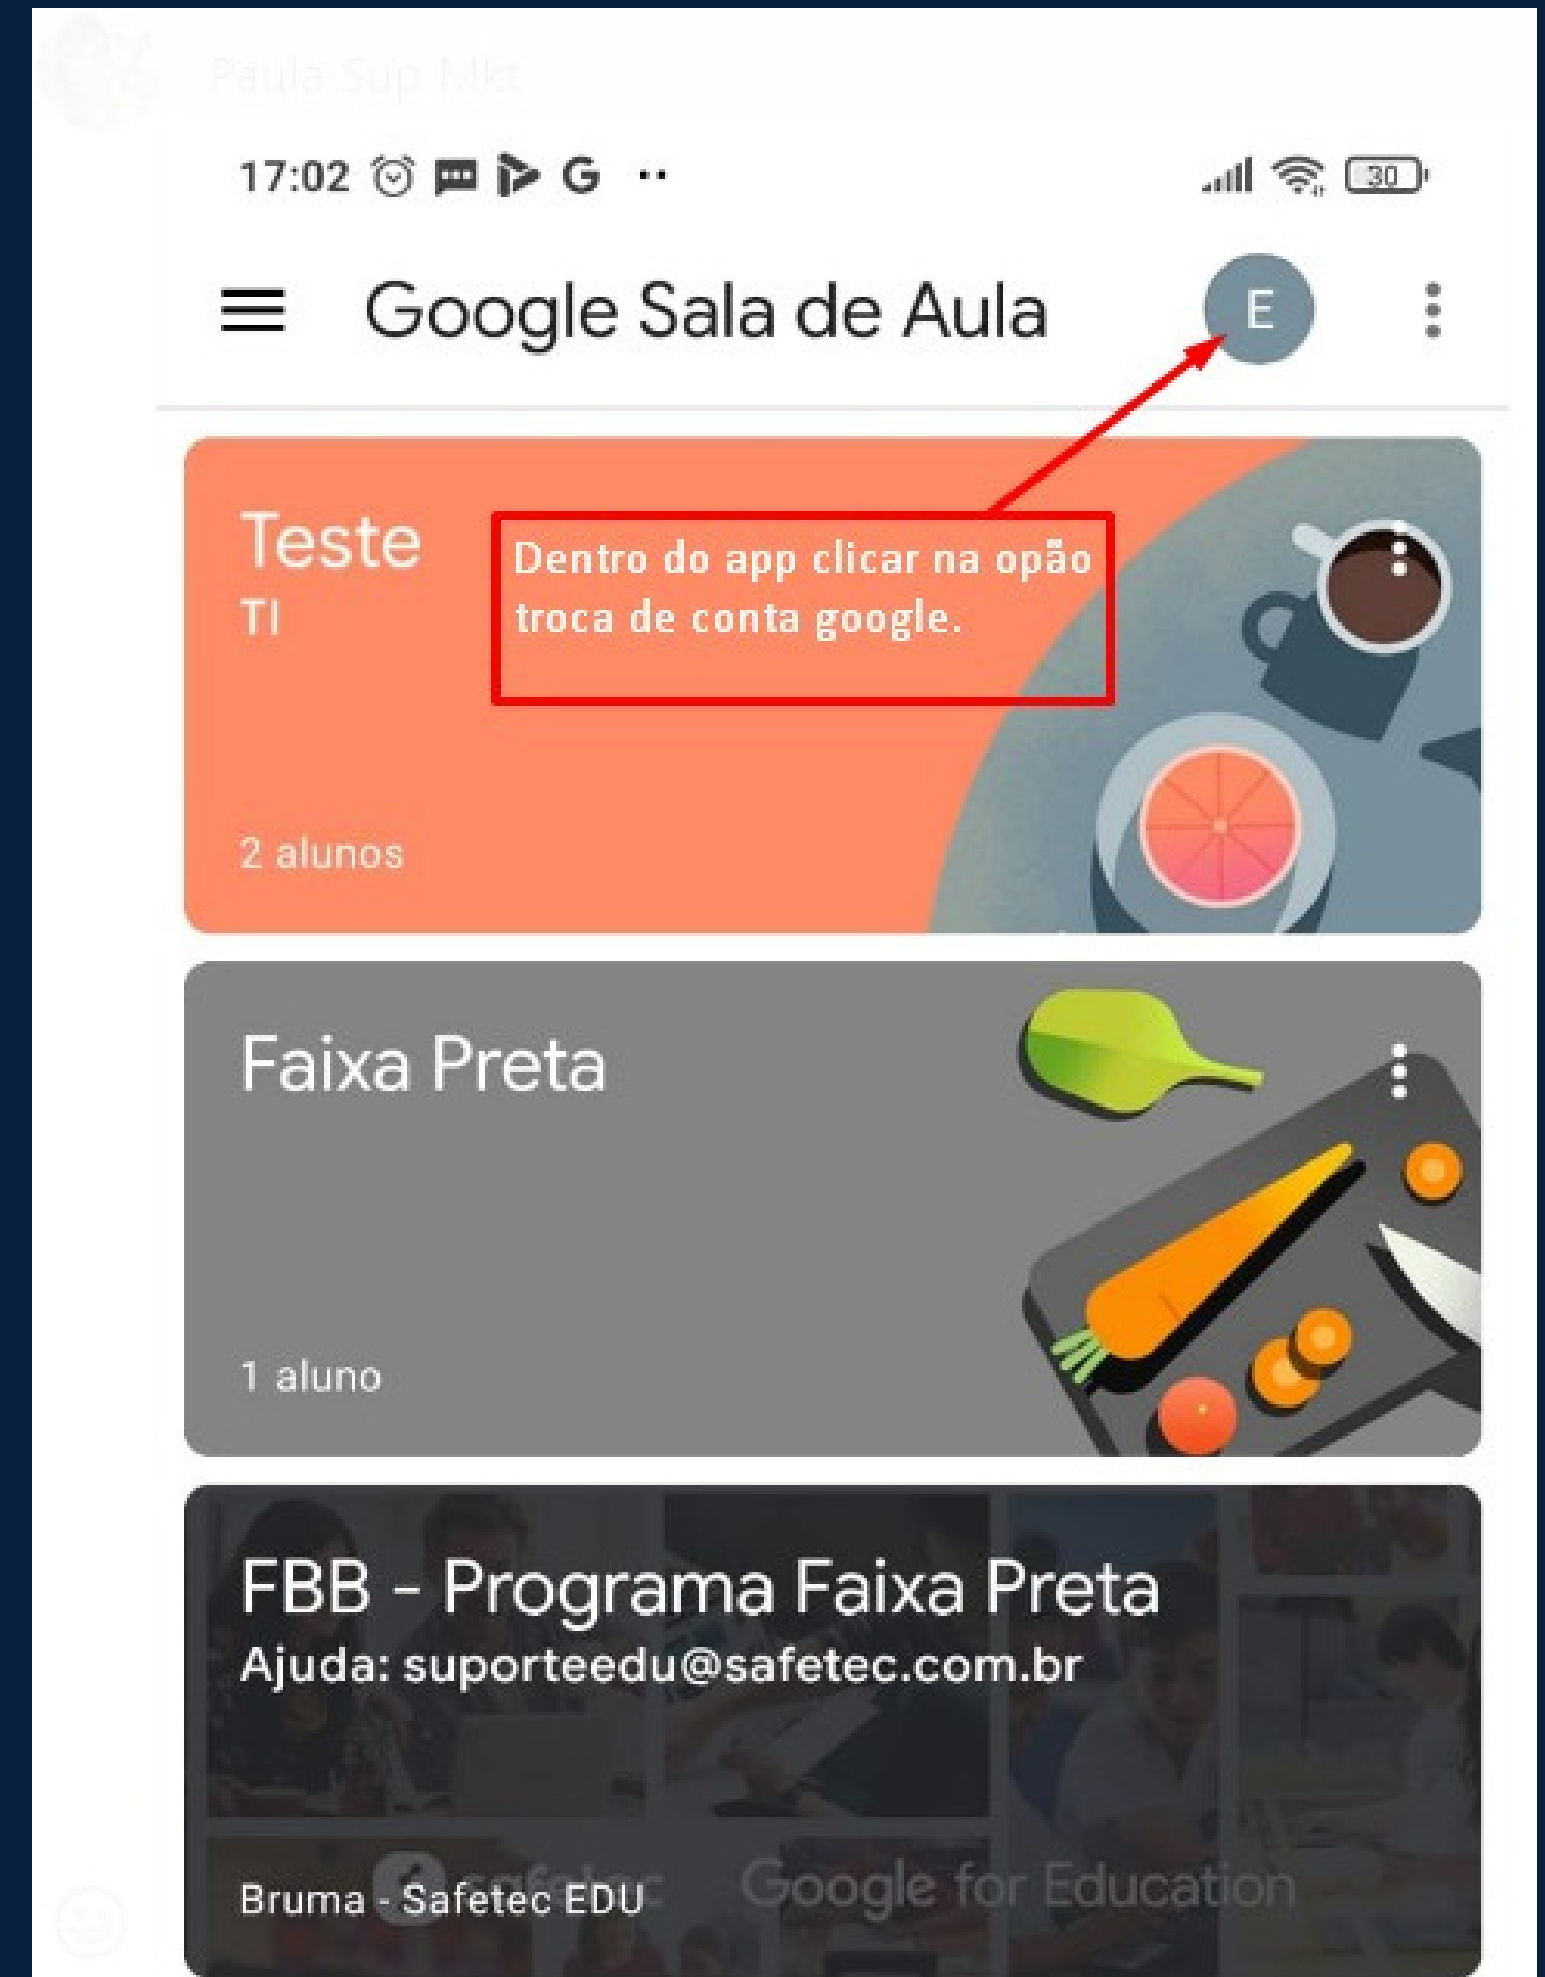 Paula Sup Mkt
17:02
30
Google Sala de Aula
E
Teste
TI
Dentro do app clicar na opão
troca de conta google.
2 alunos
Faixa Preta
1 aluno
FBB - Programa Faixa Preta
Ajuda: suporteedu@safetec.com.br
safetec Google for Education
Bruma - Safetec EDU